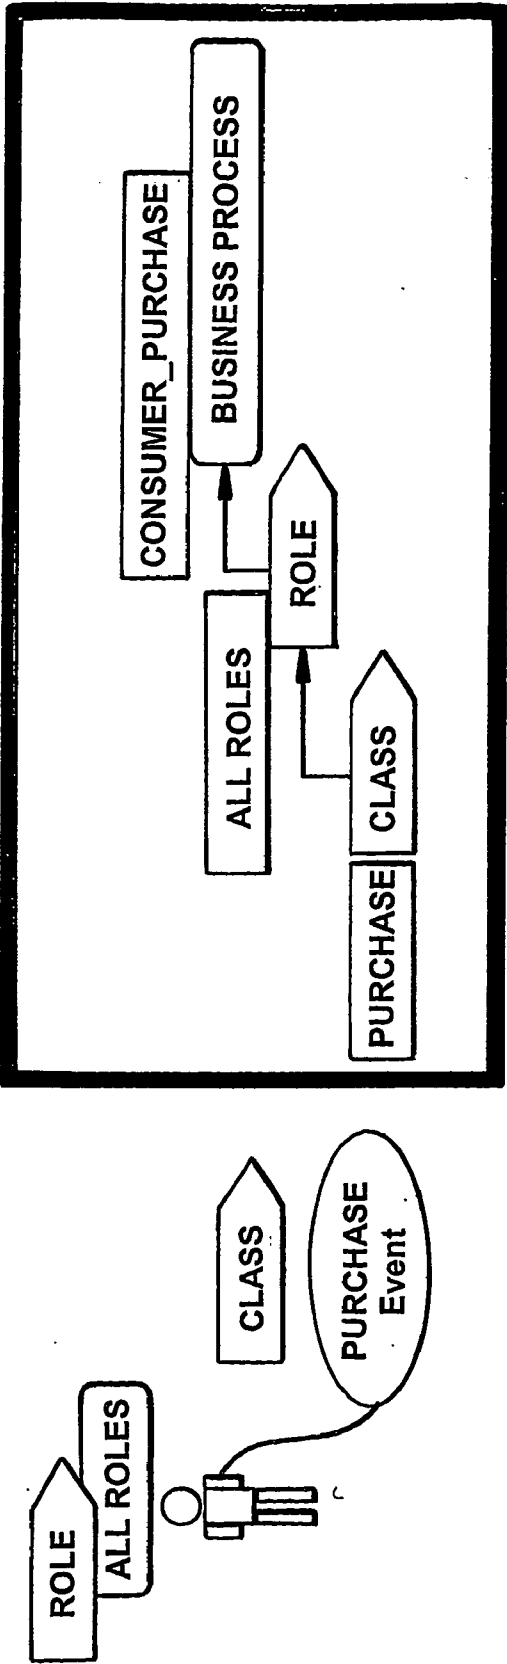 ROLE
ALL ROLES
CLASS
PURCHASE
Event
CONSUMER_PURCHASE
BUSINESS PROCESS
ALL ROLES
ROLE
PURCHASE
CLASS